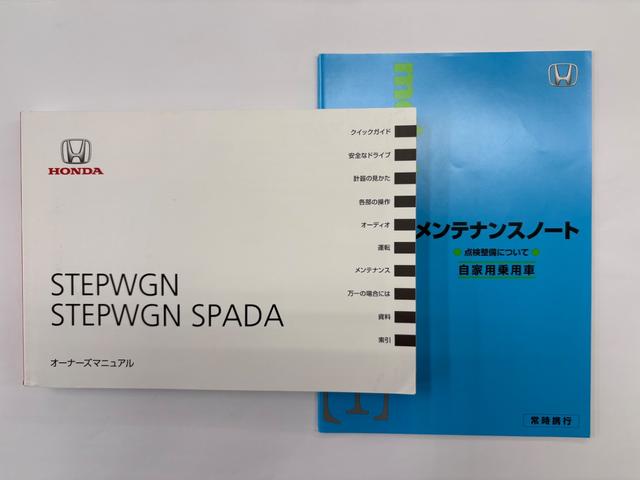 HONDA
STEPWGN
STEPWGN SPADA
オーナーズマニュアル
クイックガイド
安全なドライブ
計器の見かた
各部の操作
オーディオ
運転
メンテナンス
万一の場合には
資料
索引
メンテナンスノート
点検整備について
自家用乗用車
常時携行